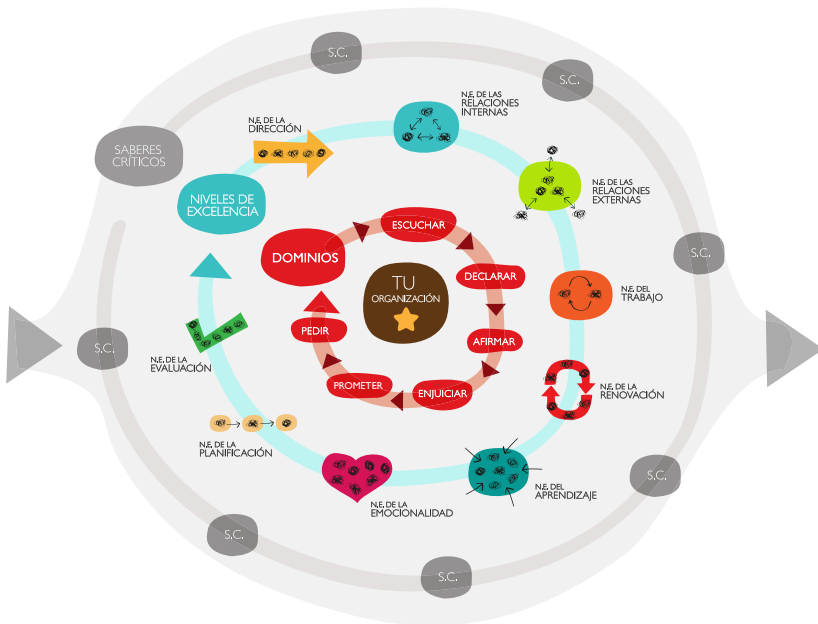 S.C.
S.C.
SABERES
CRÍTICOS
N.E. DE LA
DIRECCIÓN
N.E. DE LAS
RELACIONES
INTERNAS
NIVELES DE
EXCELENCIA
N.E. DE LAS
RELACIONES
EXTERNAS
ESCUCHAR
DOMINIOS
S.C.
DECLARAR
TU
ORGANIZACIÓN
N.E. DEL
TRABAJO
PEDIR
AFIRMAR
S.C.
N.E. DE LA
EVALUACIÓN
PROMETER
ENJUICIAR
N.E. DE LA
RENOVACIÓN
N.E. DE LA
PLANIFICACIÓN
S.C.
N.E. DE LA
EMOCIONALIDAD
N.E. DEL
APRENDIZAJE
S.C.
S.C.